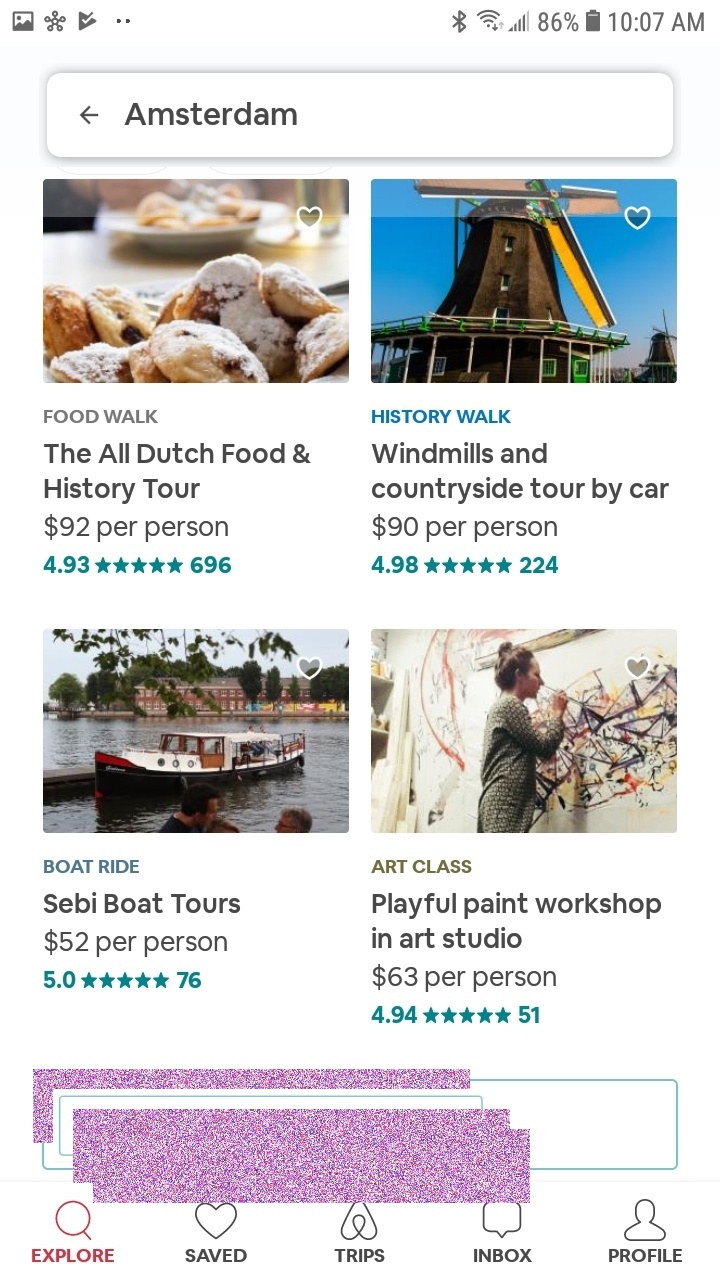 86% 10:07 AM
Amsterdam
FOOD WALK
The All Dutch Food &
History Tour
$92 per person
4.93 ★★★★★ 696
HISTORY WALK
Windmills and
countryside tour by car
$90 per person
4.98 ★★★★★ 224
BOAT RIDE
Sebi Boat Tours
$52 per person
5.0 ★★★★★ 76
ART CLASS
Playful paint workshop
in art studio
$63 per person
4.94 ★★★★★ 51
EXPLORE SAVED TRIPS INBOX PROFILE